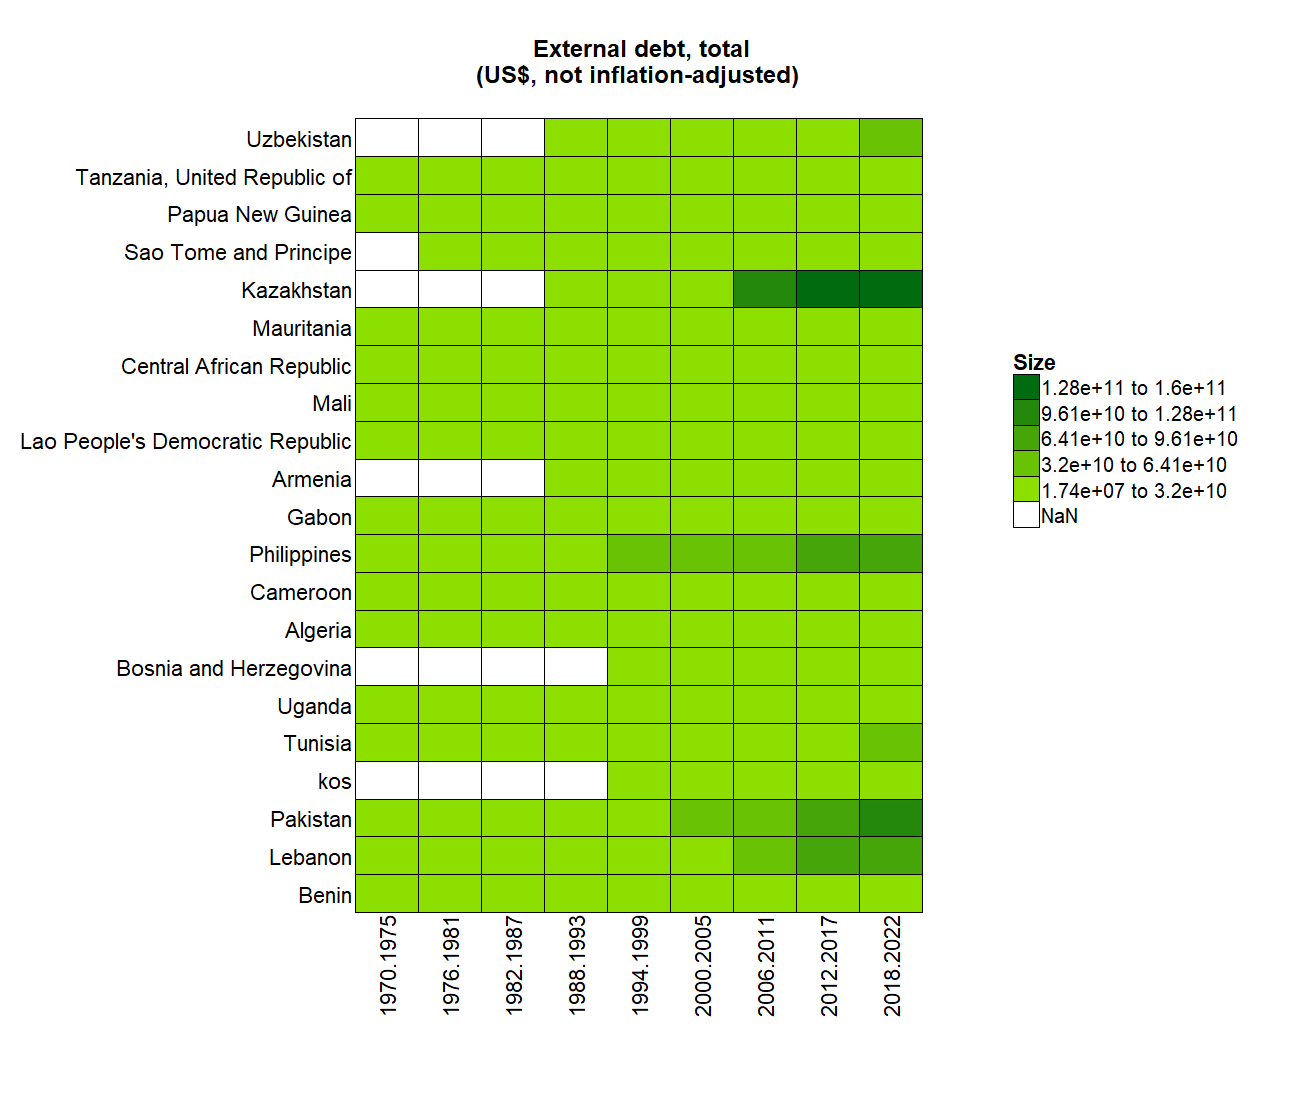 External debt, total
(US$, not inflation-adjusted)
Uzbekistan
Tanzania, United Republic of
Papua New Guinea
Sao Tome and Principe
Kazakhstan
Mauritania
Central African Republic
Mali
Lao People's Democratic Republic
Armenia
Gabon
Philippines
Cameroon
Algeria
Bosnia and Herzegovina
Uganda
Tunisia
kos
Pakistan
Lebanon
Benin
1970.1975
1976.1981
1982.1987
1988.1993
1994.1999
2000.2005
2006.2011
2012.2017
2018.2022
Size
1.28e+11 to 1.6e+11
9.61e+10 to 1.28e+11
6.41e+10 to 9.61e+10
3.2e+10 to 6.41e+10
1.74e+07 to 3.2e+10
NaN